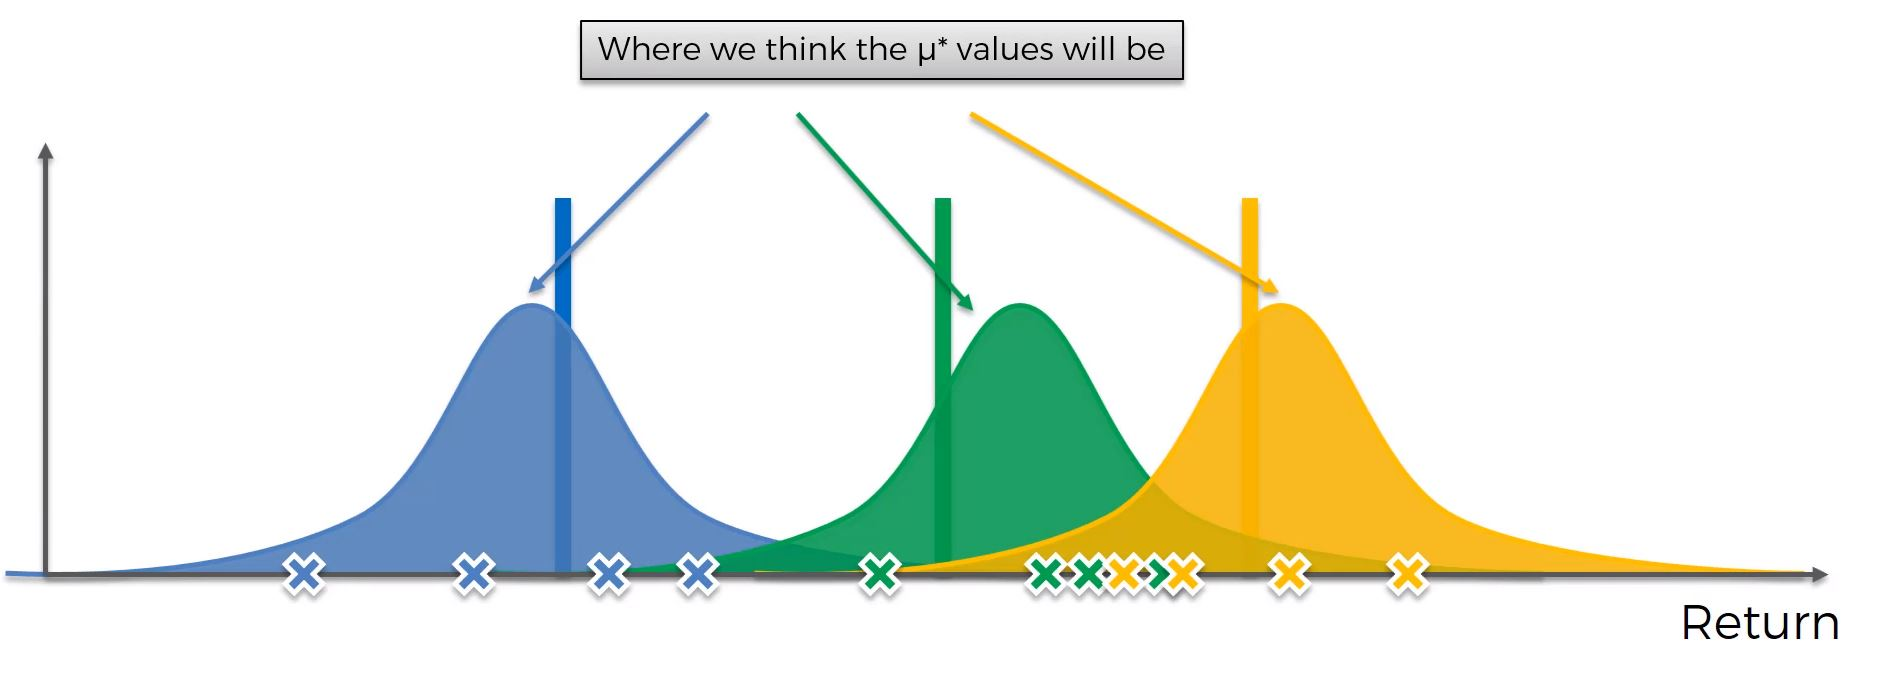 Where we think the μ* values will be
Return